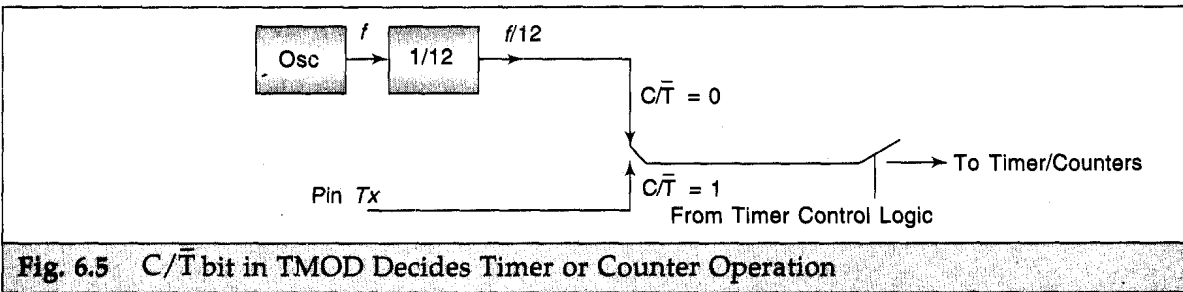 f
f/12
Osc
1/12
C/T̅ = 0
To Timer/Counters
C/T̅ = 1
Pin Tx
From Timer Control Logic
Fig. 6.5 C/T̅ bit in TMOD Decides Timer or Counter Operation